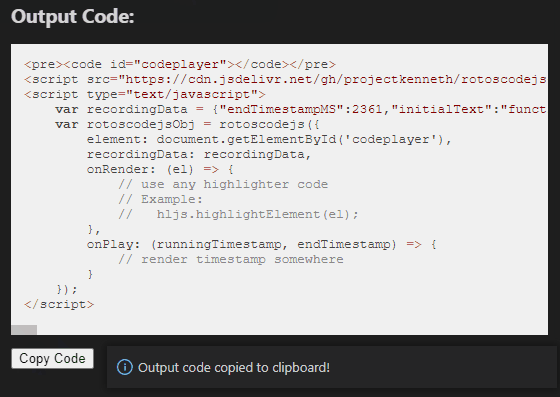 Output Code:
<pre><code id="codeplayer"></code></pre>
<script src="https://cdn.jsdelivr.net/gh/projectkenneth/rotoscodejs
<script type="text/javascript">
    var recordingData = {"endTimestampMS":2361,"initialText":"funct
    var rotoscodejsObj = rotoscodejs({
        element: document.getElementById('codeplayer'),
        recordingData: recordingData,
        onRender: (el) => {
            // use any highlighter code
            // Example:
            //   hljs.highlightElement(el);
        },
        onPlay: (runningTimestamp, endTimestamp) => {
            // render timestamp somewhere
        }
    });
</script>
Copy Code
Output code copied to clipboard!